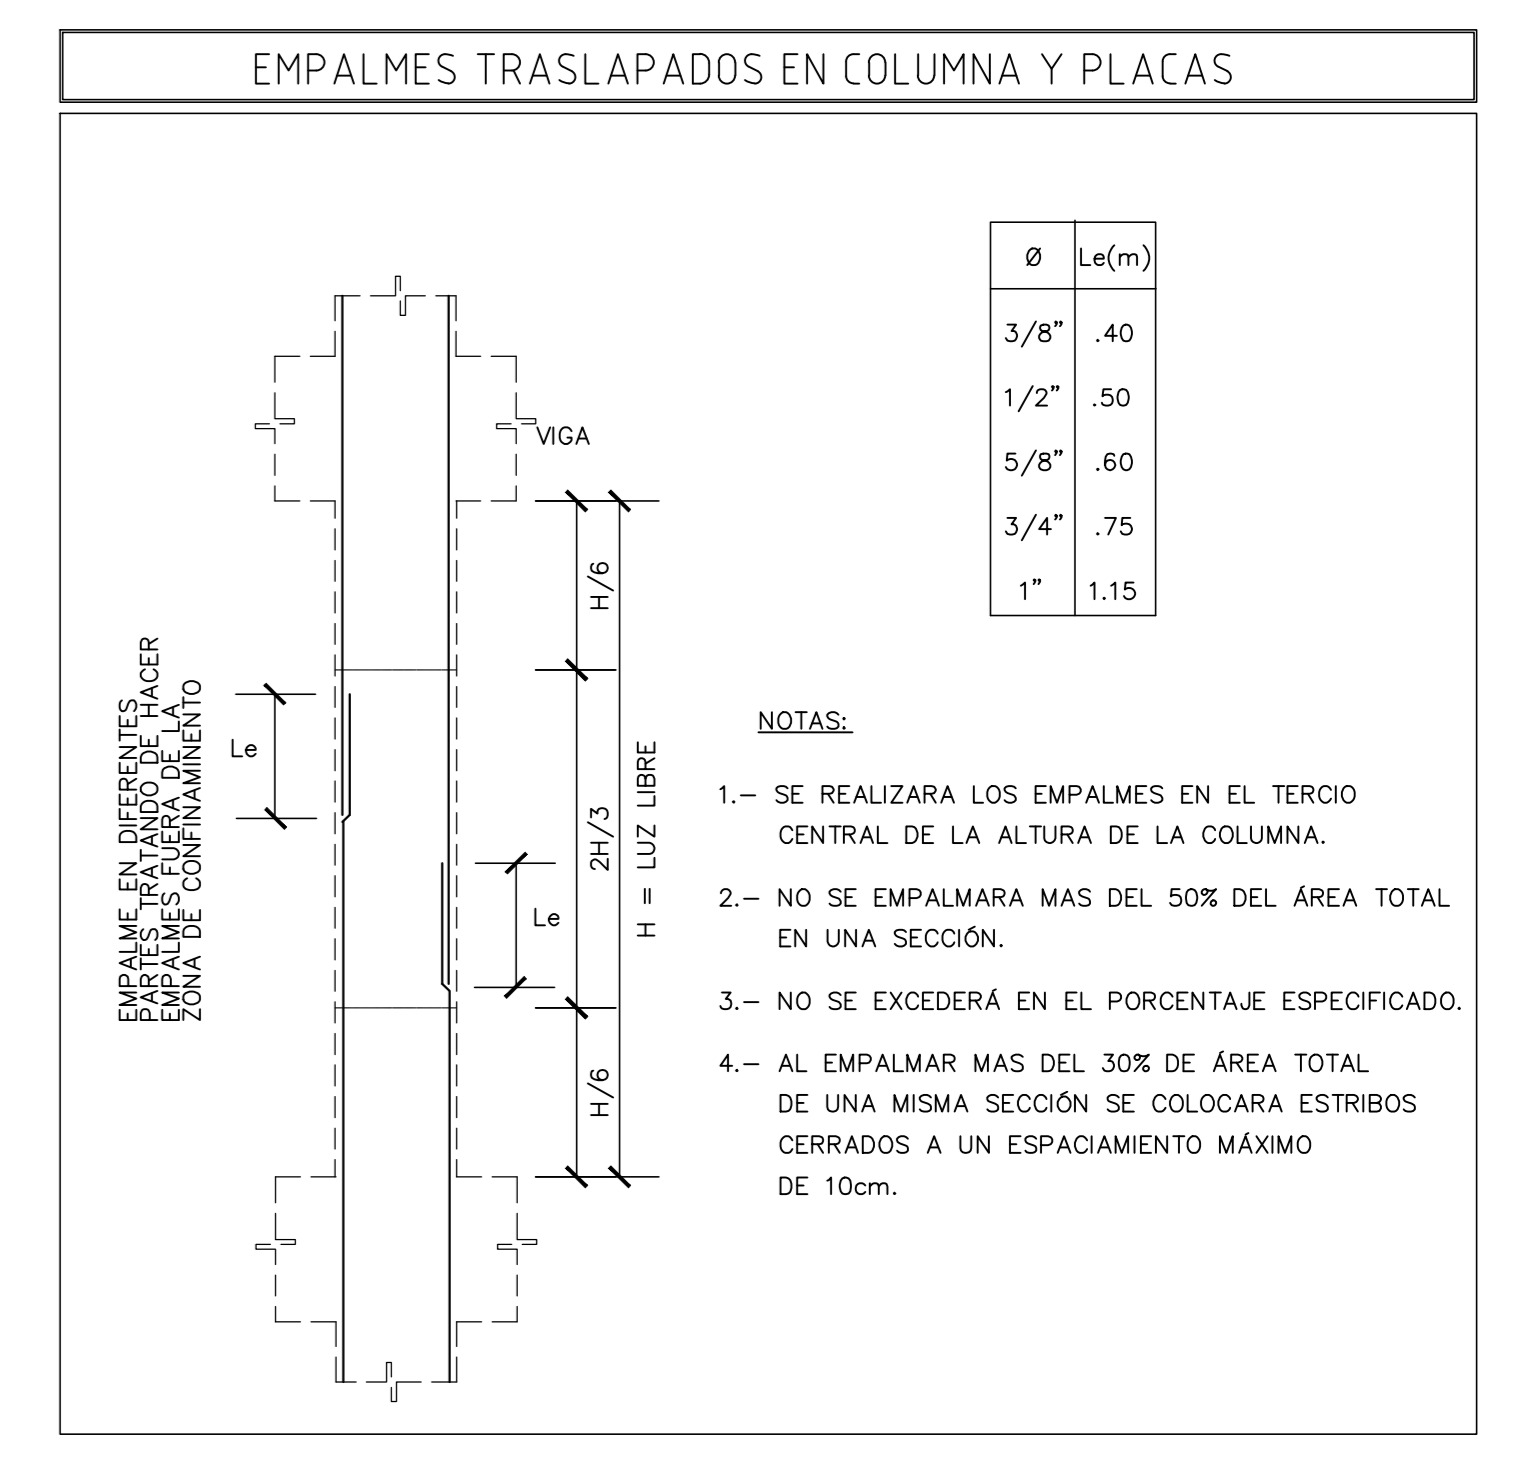 EMPALMES TRASLAPADOS EN COLUMNA Y PLACAS
Ø Le(m)
3/8" .40
1/2" .50
5/8" .60
3/4" .75
1" 1.15
VIGA
H/6
2H/3
H/6
H = LUZ LIBRE
Le
Le
EMPALME EN DIFERENTES
PARTES TRATANDO DE HACER
EMPALMES FUERA DE LA
ZONA DE CONFINAMINENTO
NOTAS:
1.- SE REALIZARA LOS EMPALMES EN EL TERCIO
CENTRAL DE LA ALTURA DE LA COLUMNA.
2.- NO SE EMPALMARA MAS DEL 50% DEL ÁREA TOTAL
EN UNA SECCIÓN.
3.- NO SE EXCEDERÁ EN EL PORCENTAJE ESPECIFICADO.
4.- AL EMPALMAR MAS DEL 30% DE ÁREA TOTAL
DE UNA MISMA SECCIÓN SE COLOCARA ESTRIBOS
CERRADOS A UN ESPACIAMIENTO MÁXIMO
DE 10cm.